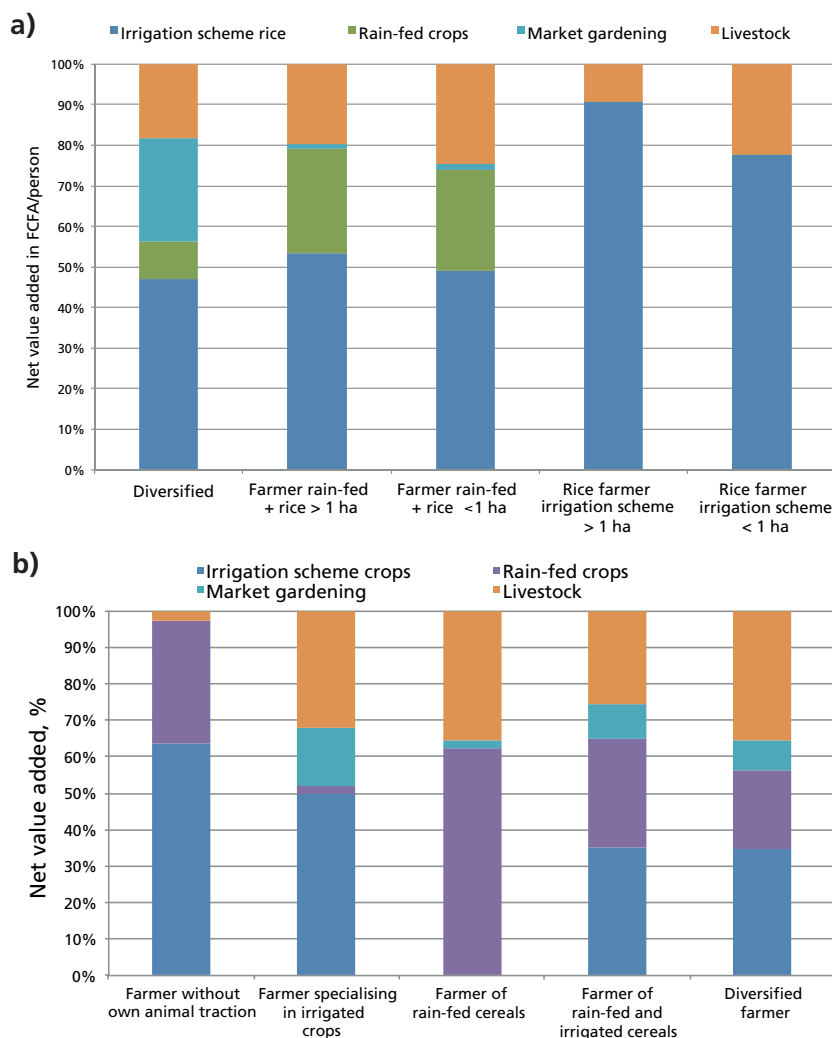 a)
Irrigation scheme rice Rain-fed crops Market gardening Livestock
Net value added in FCFA/person
100%
90%
80%
70%
60%
50%
40%
30%
20%
10%
0%
Diversified
Farmer rain-fed
+ rice > 1 ha
Farmer rain-fed
+ rice <1 ha
Rice farmer
irrigation scheme
> 1 ha
Rice farmer
irrigation scheme
< 1 ha
b)
Irrigation scheme crops Rain-fed crops
Market gardening Livestock
Net value added, %
100%
90%
80%
70%
60%
50%
40%
30%
20%
10%
0%
Farmer without
own animal traction
Farmer specialising
in irrigated
crops
Farmer of
rain-fed cereals
Farmer of
rain-fed and
irrigated cereals
Diversified
farmer